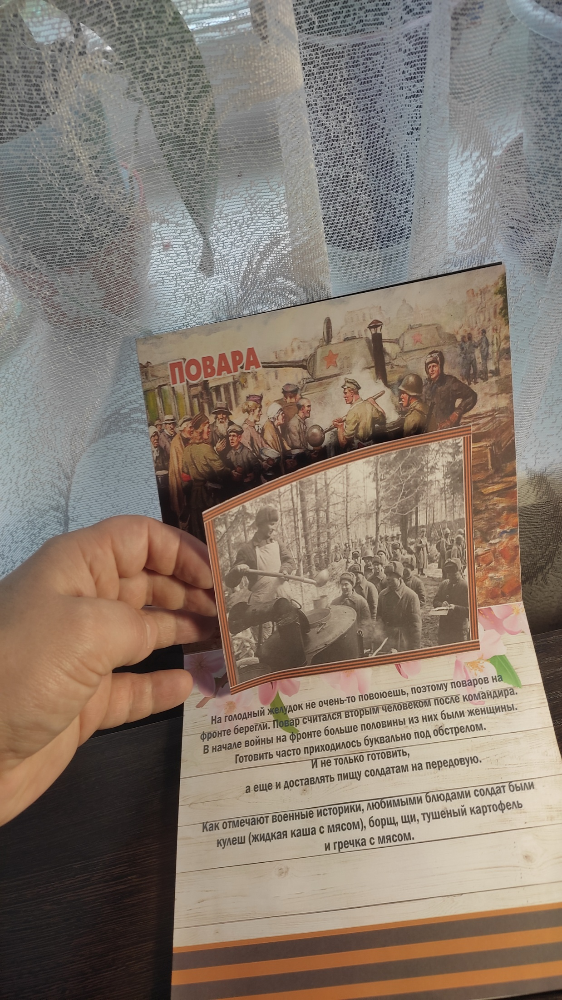 ПОВАРА
На голодный желудок не очень-то повоюешь, поэтому поваров на
фронте берегли. Повар считался вторым человеком после командира.
В начале войны на фронте больше половины из них были женщины.
Готовить часто приходилось буквально под обстрелом.
И не только готовить,
а еще и доставлять пищу солдатам на передовую.
Как отмечают военные историки, любимыми блюдами солдат были
кулеш (жидкая каша с мясом), борщ, щи, тушеный картофель
и гречка с мясом.